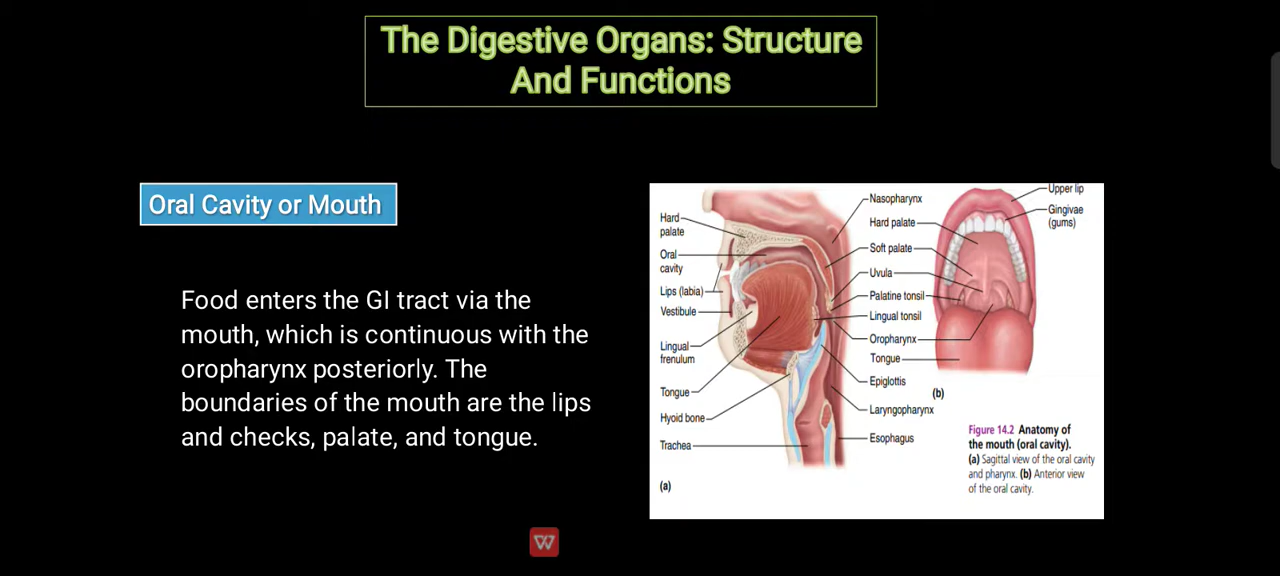 The Digestive Organs: Structure
And Functions
Oral Cavity or Mouth
Food enters the GI tract via the
mouth, which is continuous with the
oropharynx posteriorly. The
boundaries of the mouth are the lips
and checks, palate, and tongue.
Hard
palate
Oral
cavity
Lips (labia)
Vestibule
Lingual
frenulum
Tongue
Hyoid bone
Trachea
(a)
Nasopharynx
Hard palate
Soft palate
Uvula
Palatine tonsil
Lingual tonsil
Oropharynx
Tongue
Epiglottis
Laryngopharynx
Esophagus
Upper lip
Gingivae
(gums)
(b)
Figure 14.2 Anatomy of
the mouth (oral cavity).
(a) Sagittal view of the oral cavity
and pharynx. (b) Anterior view
of the oral cavity.
W